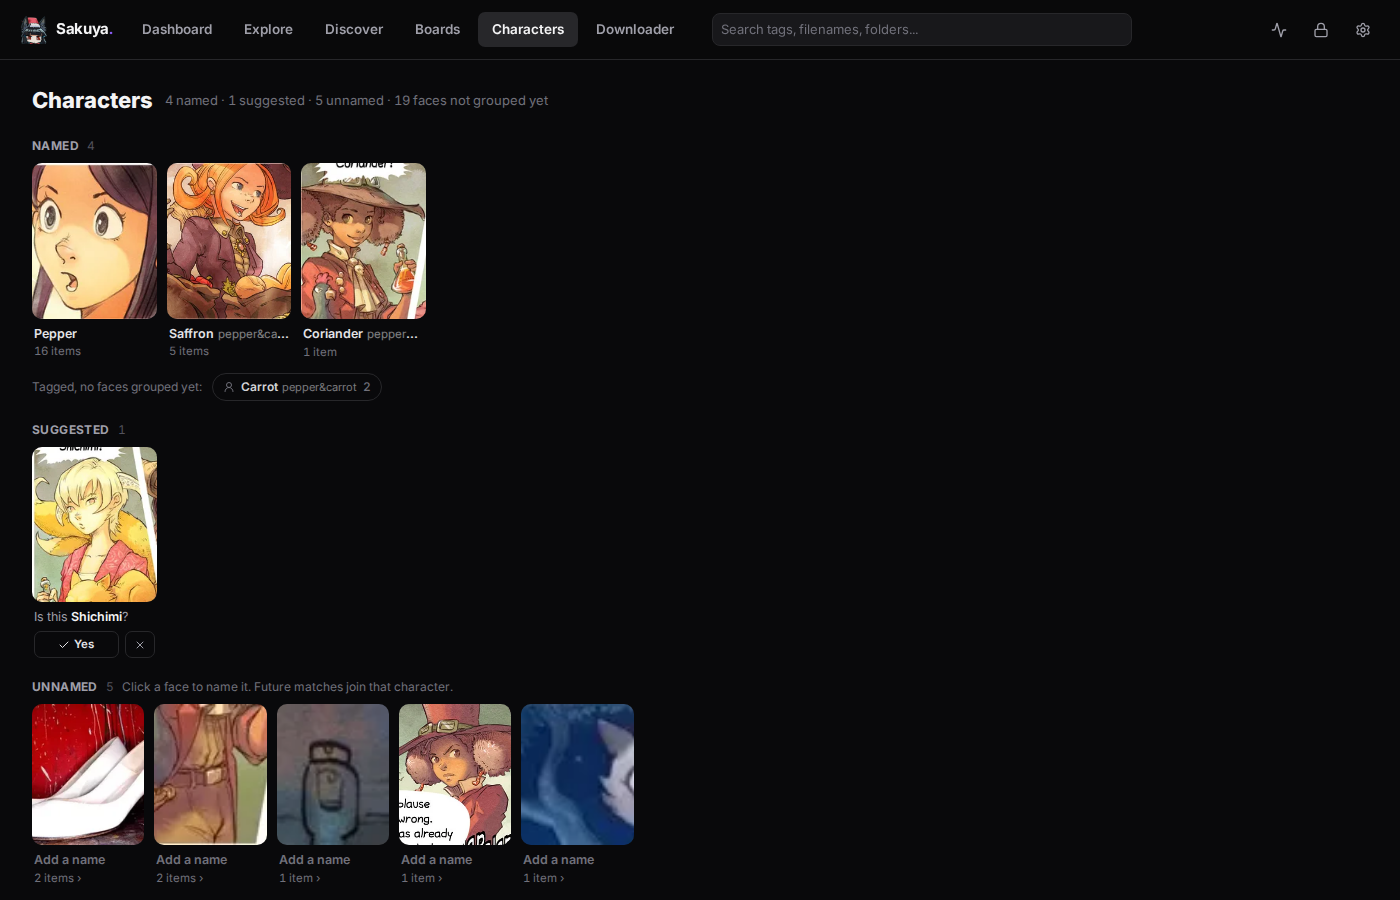 Sakuya.
Dashboard
Explore
Discover
Boards
Characters
Downloader
Search tags, filenames, folders...
Characters
4 named · 1 suggested · 5 unnamed · 19 faces not grouped yet
NAMED 4
Coriander!
Pepper
16 items
Saffron pepper&ca...
5 items
Coriander pepper...
1 item
Tagged, no faces grouped yet:
Carrot pepper&carrot 2
SUGGESTED 1
Shichimi!
Is this Shichimi?
Yes
UNNAMED 5 Click a face to name it. Future matches join that character.
plause
wrong.
as already
Add a name
2 items ›
Add a name
2 items ›
Add a name
1 item ›
Add a name
1 item ›
Add a name
1 item ›